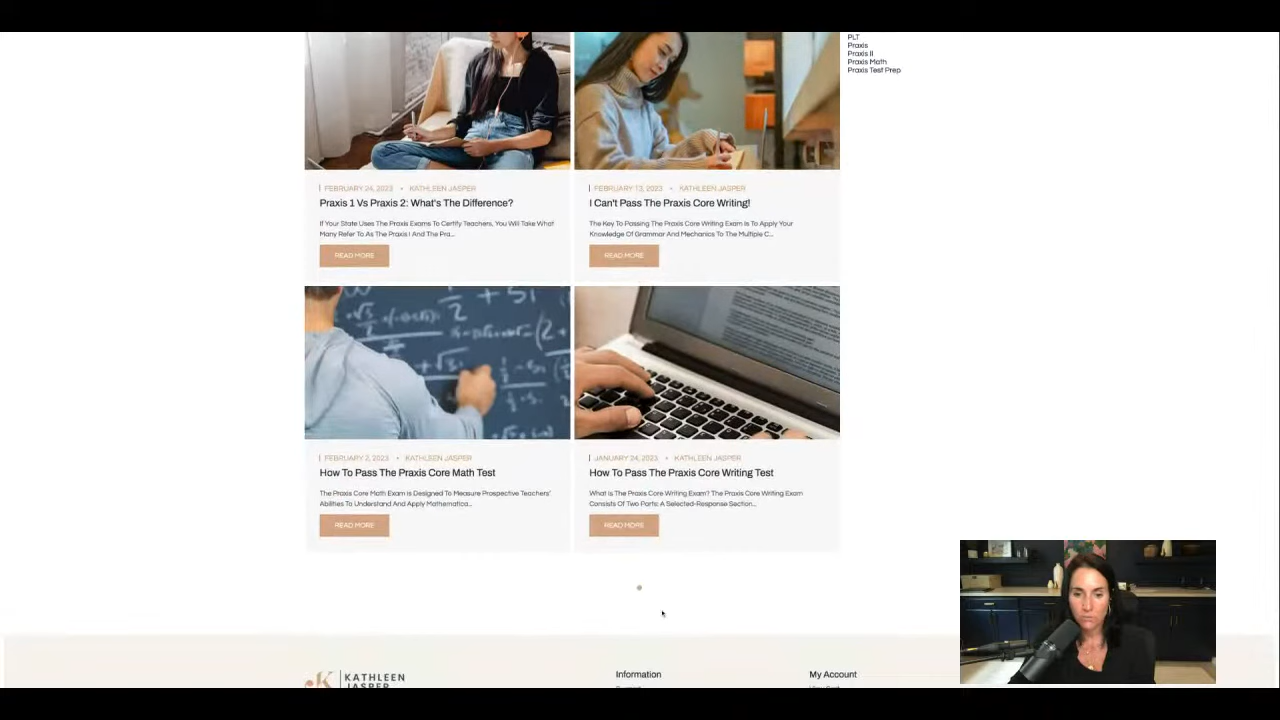 PLT
Praxis
Praxis II
Praxis Math
Praxis Test Prep
FEBRUARY 24, 2023 • KATHLEEN JASPER
Praxis 1 Vs Praxis 2: What's The Difference?
If Your State Uses The Praxis Exams To Certify Teachers, You Will Take What
Many Refer To As The Praxis I And The Pra...
READ MORE
FEBRUARY 13, 2023 • KATHLEEN JASPER
I Can't Pass The Praxis Core Writing!
The Key To Passing The Praxis Core Writing Exam Is To Apply Your
Knowledge Of Grammar And Mechanics To The Multiple C...
READ MORE
FEBRUARY 2, 2023 • KATHLEEN JASPER
How To Pass The Praxis Core Math Test
The Praxis Core Math Exam Is Designed To Measure Prospective Teachers'
Abilities To Understand And Apply Mathematica...
READ MORE
JANUARY 24, 2023 • KATHLEEN JASPER
How To Pass The Praxis Core Writing Test
What Is The Praxis Core Writing Exam? The Praxis Core Writing Exam
Consists Of Two Parts: A Selected-Response Section...
READ MORE
KATHLEEN
JASPER
Information
My Account